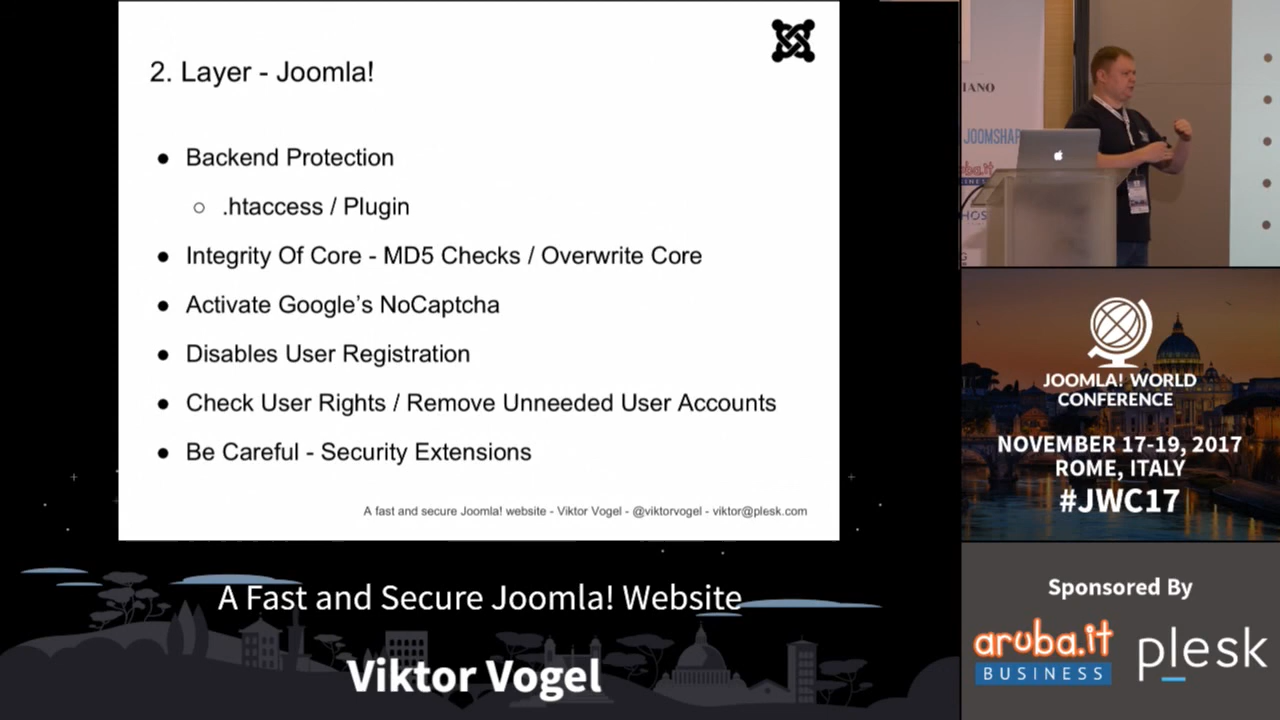 2. Layer - Joomla!
● Backend Protection
○ .htaccess / Plugin
● Integrity Of Core - MD5 Checks / Overwrite Core
● Activate Google’s NoCaptcha
● Disables User Registration
● Check User Rights / Remove Unneeded User Accounts
● Be Careful - Security Extensions
A fast and secure Joomla! website - Viktor Vogel - @viktorvogel - viktor@plesk.com
A Fast and Secure Joomla! Website
Viktor Vogel
IANO
JOOMSHAP
HOS
JOOMLA! WORLD
CONFERENCE
NOVEMBER 17-19, 2017
ROME, ITALY
#JWC17
Sponsored By
aruba.it
BUSINESS
plesk